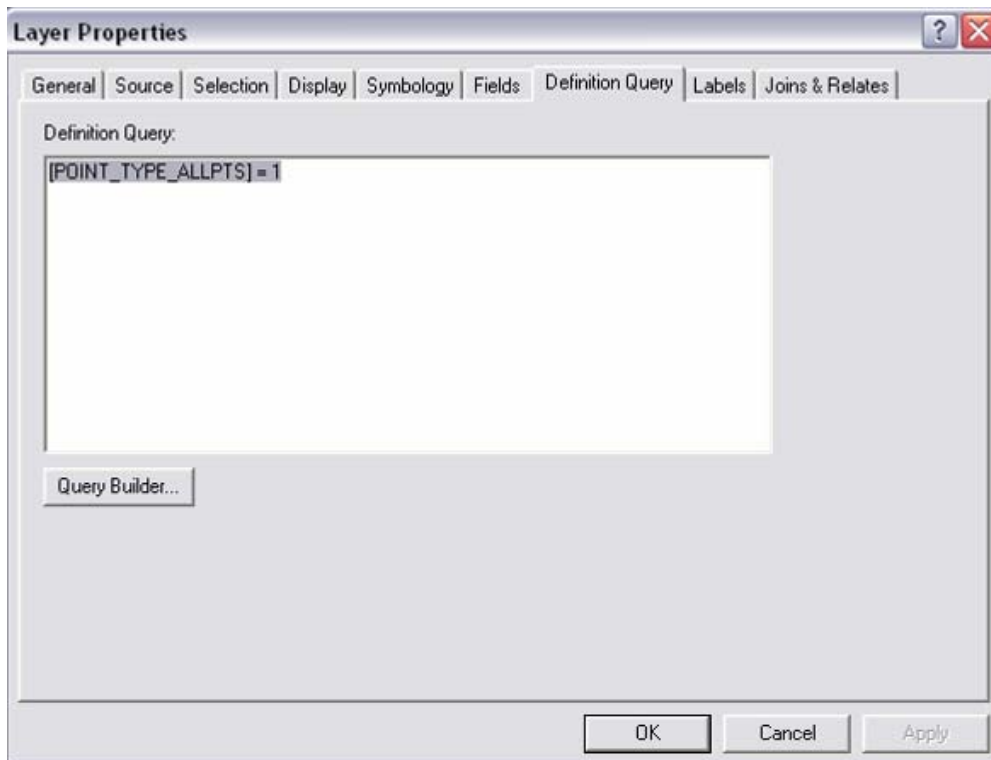 Layer Properties
?
General Source Selection Display Symbology Fields Definition Query Labels Joins & Relates
Definition Query:
[POINT_TYPE_ALLPTS] = 1
Query Builder...
OK Cancel Apply